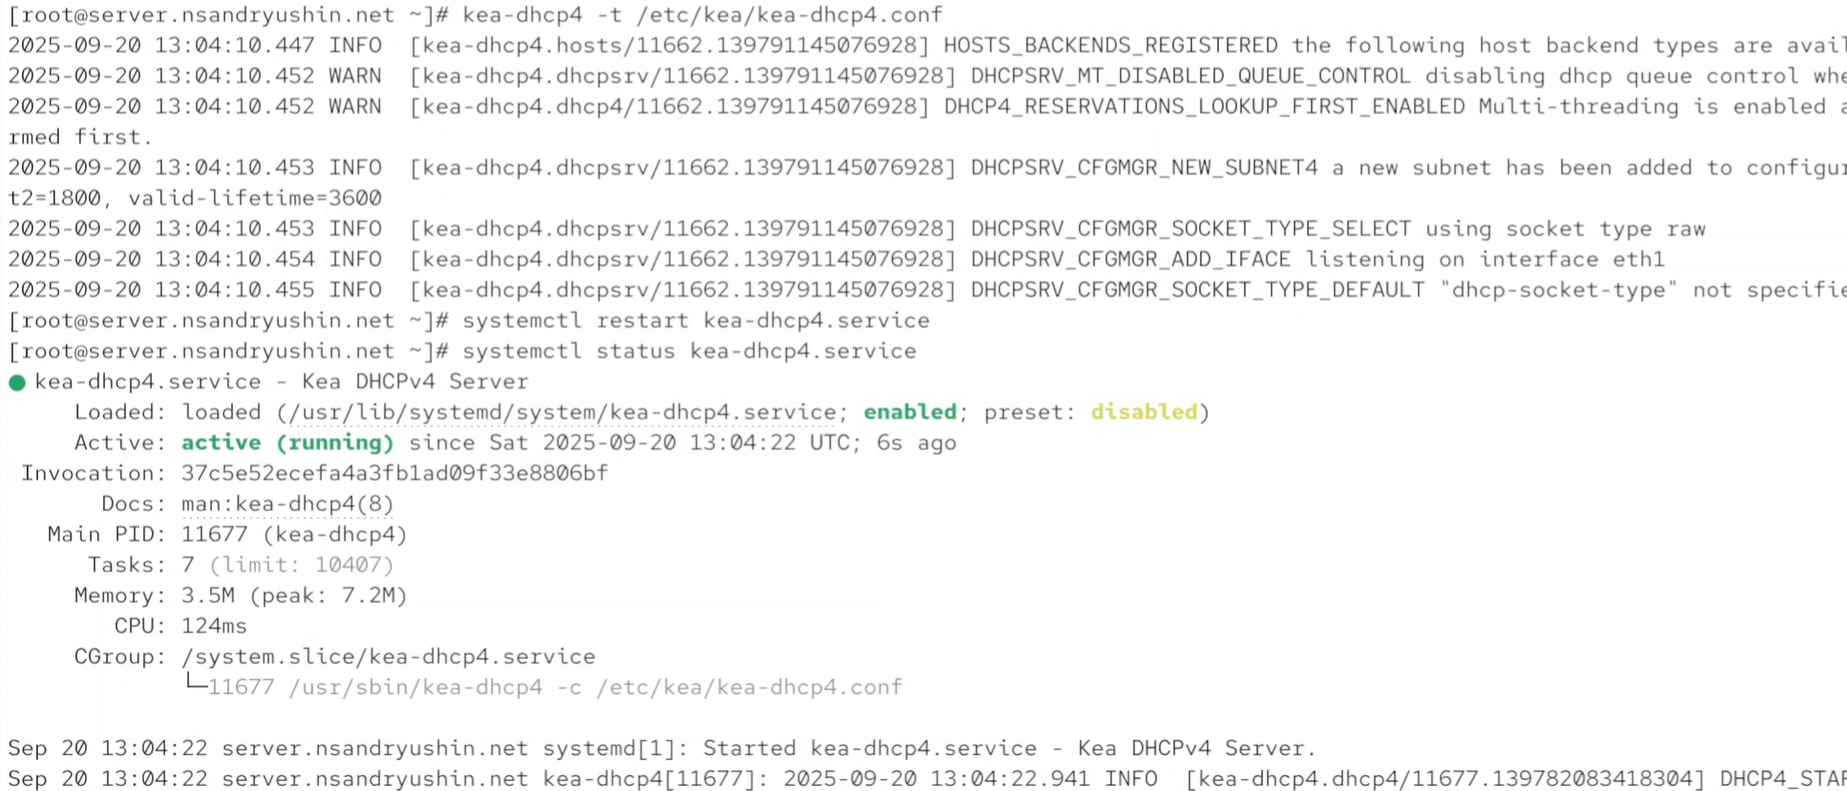 [root@server.nsandryushin.net ~]# kea-dhcp4 -t /etc/kea/kea-dhcp4.conf
2025-09-20 13:04:10.447 INFO  [kea-dhcp4.hosts/11662.139791145076928] HOSTS_BACKENDS_REGISTERED the following host backend types are avail
2025-09-20 13:04:10.452 WARN  [kea-dhcp4.dhcpsrv/11662.139791145076928] DHCPSRV_MT_DISABLED_QUEUE_CONTROL disabling dhcp queue control whe
2025-09-20 13:04:10.452 WARN  [kea-dhcp4.dhcp4/11662.139791145076928] DHCP4_RESERVATIONS_LOOKUP_FIRST_ENABLED Multi-threading is enabled a
rmed first.
2025-09-20 13:04:10.453 INFO  [kea-dhcp4.dhcpsrv/11662.139791145076928] DHCPSRV_CFGMGR_NEW_SUBNET4 a new subnet has been added to configur
t2=1800, valid-lifetime=3600
2025-09-20 13:04:10.453 INFO  [kea-dhcp4.dhcpsrv/11662.139791145076928] DHCPSRV_CFGMGR_SOCKET_TYPE_SELECT using socket type raw
2025-09-20 13:04:10.454 INFO  [kea-dhcp4.dhcpsrv/11662.139791145076928] DHCPSRV_CFGMGR_ADD_IFACE listening on interface eth1
2025-09-20 13:04:10.455 INFO  [kea-dhcp4.dhcpsrv/11662.139791145076928] DHCPSRV_CFGMGR_SOCKET_TYPE_DEFAULT "dhcp-socket-type" not specifie
[root@server.nsandryushin.net ~]# systemctl restart kea-dhcp4.service
[root@server.nsandryushin.net ~]# systemctl status kea-dhcp4.service
● kea-dhcp4.service - Kea DHCPv4 Server
     Loaded: loaded (/usr/lib/systemd/system/kea-dhcp4.service; enabled; preset: disabled)
     Active: active (running) since Sat 2025-09-20 13:04:22 UTC; 6s ago
 Invocation: 37c5e52ecefa4a3fb1ad09f33e8806bf
       Docs: man:kea-dhcp4(8)
   Main PID: 11677 (kea-dhcp4)
      Tasks: 7 (limit: 10407)
     Memory: 3.5M (peak: 7.2M)
        CPU: 124ms
     CGroup: /system.slice/kea-dhcp4.service
             └─11677 /usr/sbin/kea-dhcp4 -c /etc/kea/kea-dhcp4.conf
Sep 20 13:04:22 server.nsandryushin.net systemd[1]: Started kea-dhcp4.service - Kea DHCPv4 Server.
Sep 20 13:04:22 server.nsandryushin.net kea-dhcp4[11677]: 2025-09-20 13:04:22.941 INFO  [kea-dhcp4.dhcp4/11677.139782083418304] DHCP4_STAR